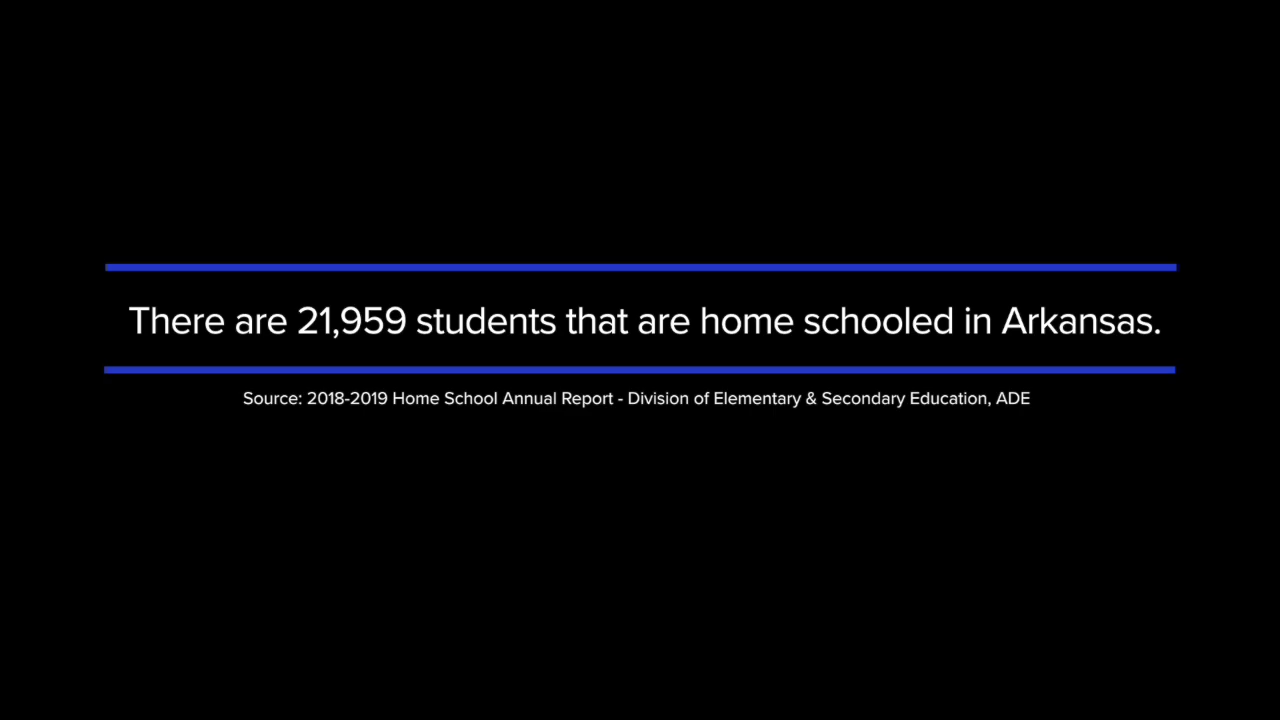 There are 21,959 students that are home schooled in Arkansas.
Source: 2018-2019 Home School Annual Report - Division of Elementary & Secondary Education, ADE